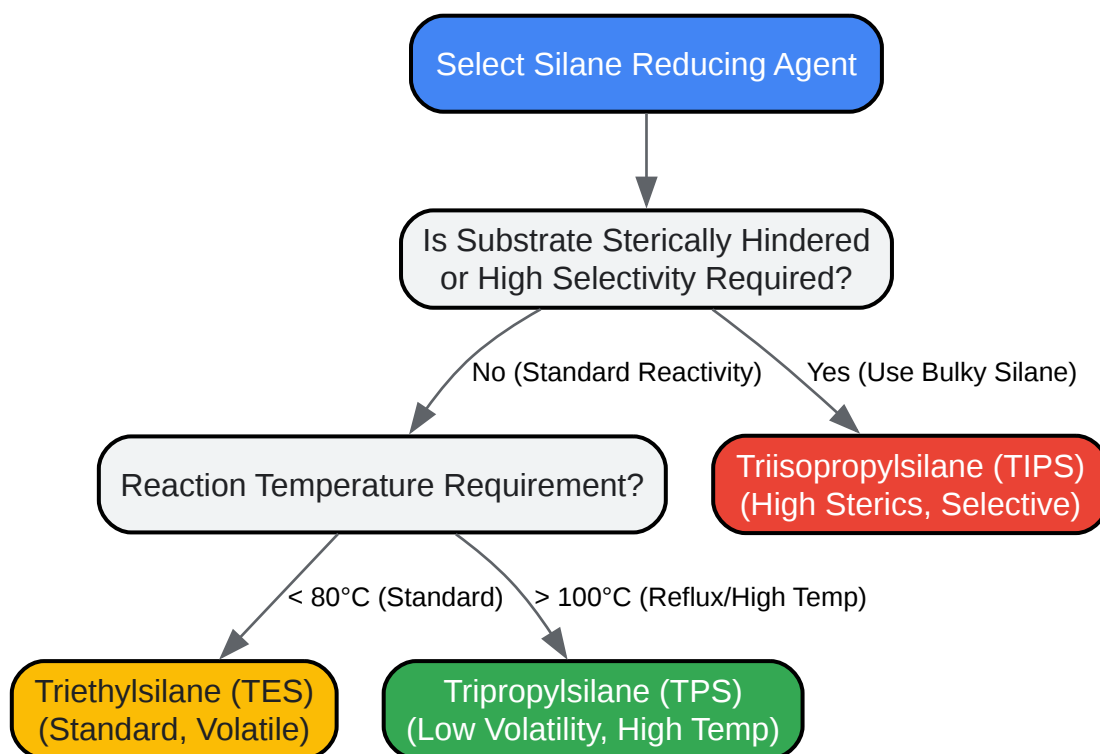 Select Silane Reducing Agent
Is Substrate Sterically Hindered
or High Selectivity Required?
No (Standard Reactivity)
Yes (Use Bulky Silane)
Reaction Temperature Requirement?
Triisopropylsilane (TIPS)
(High Sterics, Selective)
< 80°C (Standard)
> 100°C (Reflux/High Temp)
Triethylsilane (TES)
(Standard, Volatile)
Tripropylsilane (TPS)
(Low Volatility, High Temp)